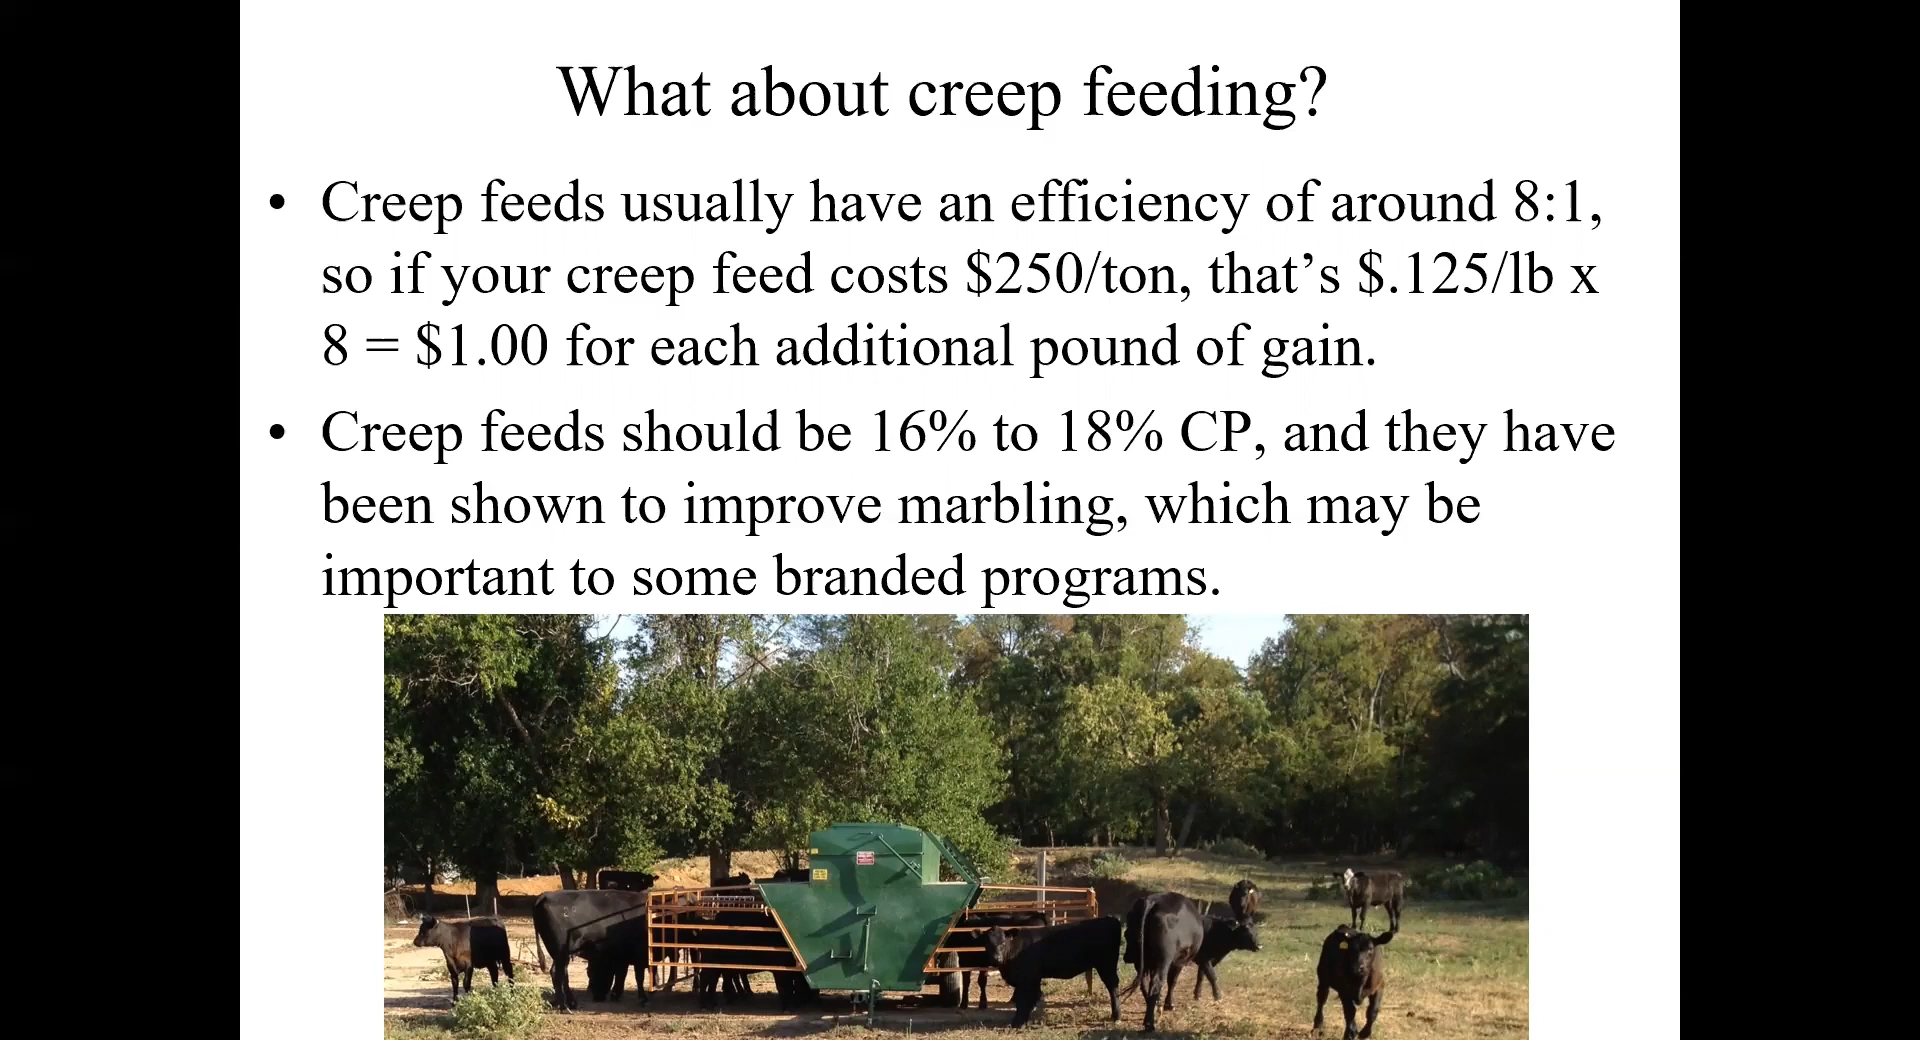 What about creep feeding?
• Creep feeds usually have an efficiency of around 8:1,
so if your creep feed costs $250/ton, that’s $.125/lb x
8 = $1.00 for each additional pound of gain.
• Creep feeds should be 16% to 18% CP, and they have
been shown to improve marbling, which may be
important to some branded programs.